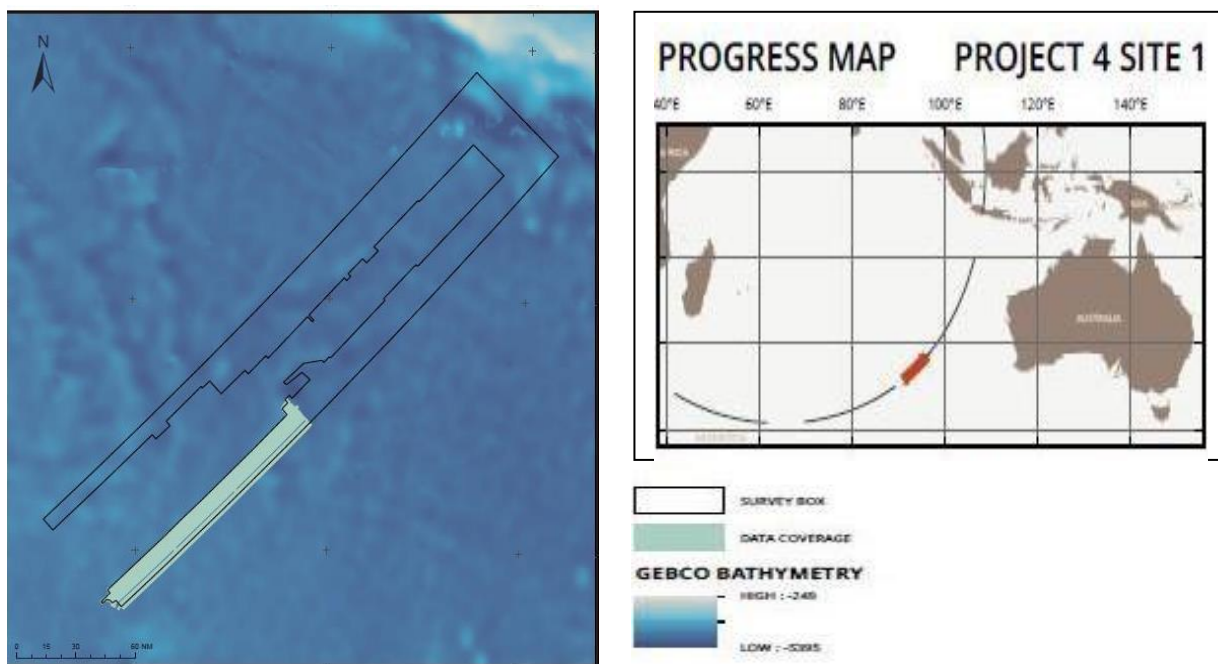 N
0 15 30 60 NM
PROGRESS MAP PROJECT 4 SITE 1
40°E 60°E 80°E 100°E 120°E 140°E
AUSTRALIA
SURVEY BOX
DATA COVERAGE
GEBCO BATHYMETRY
HIGH : -249
LOW : -5395